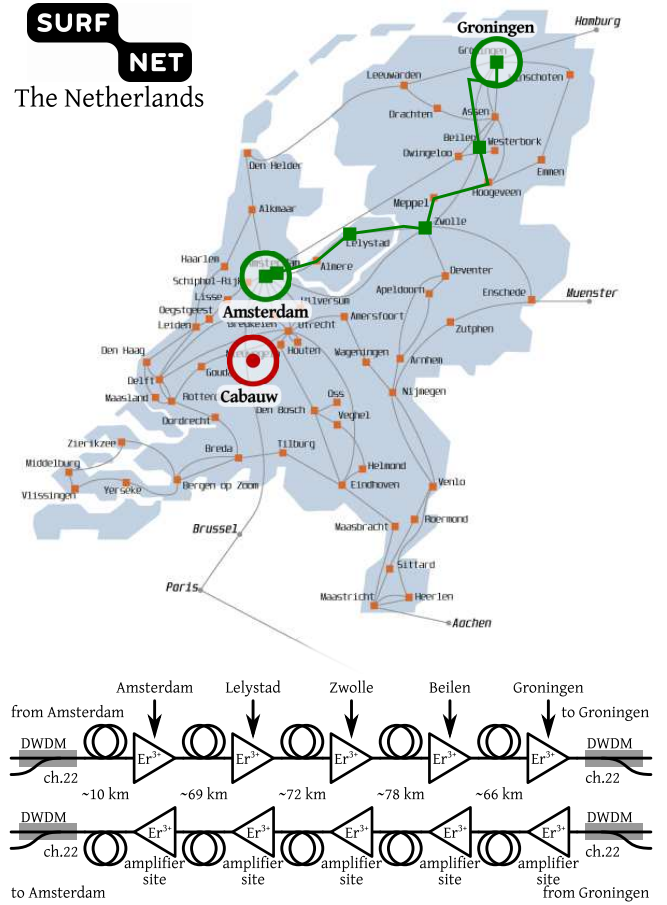 SURF
NET
The Netherlands
Hamburg
Groningen
Leeuwarden
Drachten
Assen
Beilen
Westerbork
Dwingeloo
Emmen
Hoogeveen
Den Helder
Meppel
Alkmaar
Zwolle
Lelystad
Haarlem
Almere
Schiphol-Rijk
Deventer
Lisse
Apeldoorn
Enschede
Muenster
Oegstgeest
Amsterdam
Hilversum
Amersfoort
Leiden
Breukelen
Utrecht
Zutphen
Den Haag
Houten
Wageningen
Arnhem
Gouda
Delft
Cabauw
Nijmegen
Maasland
Rotten
Oss
Den Bosch
Veghel
Dordrecht
Zierikzee
Breda
Tilburg
Middelburg
Helmond
Vlissingen
Yerseke
Bergen op Zoom
Eindhoven
Venlo
Brussel
Maasbracht
Roermond
Sittard
Paris
Maastricht
Heerlen
Aachen
Amsterdam Lelystad Zwolle Beilen Groningen
from Amsterdam to Groningen
DWDM Er3+ Er3+ Er3+ Er3+ Er3+ DWDM
ch.22 ch.22
~10 km ~69 km ~72 km ~78 km ~66 km
DWDM Er3+ Er3+ Er3+ Er3+ Er3+ DWDM
ch.22 ch.22
amplifier site amplifier site amplifier site amplifier site amplifier site
to Amsterdam from Groningen